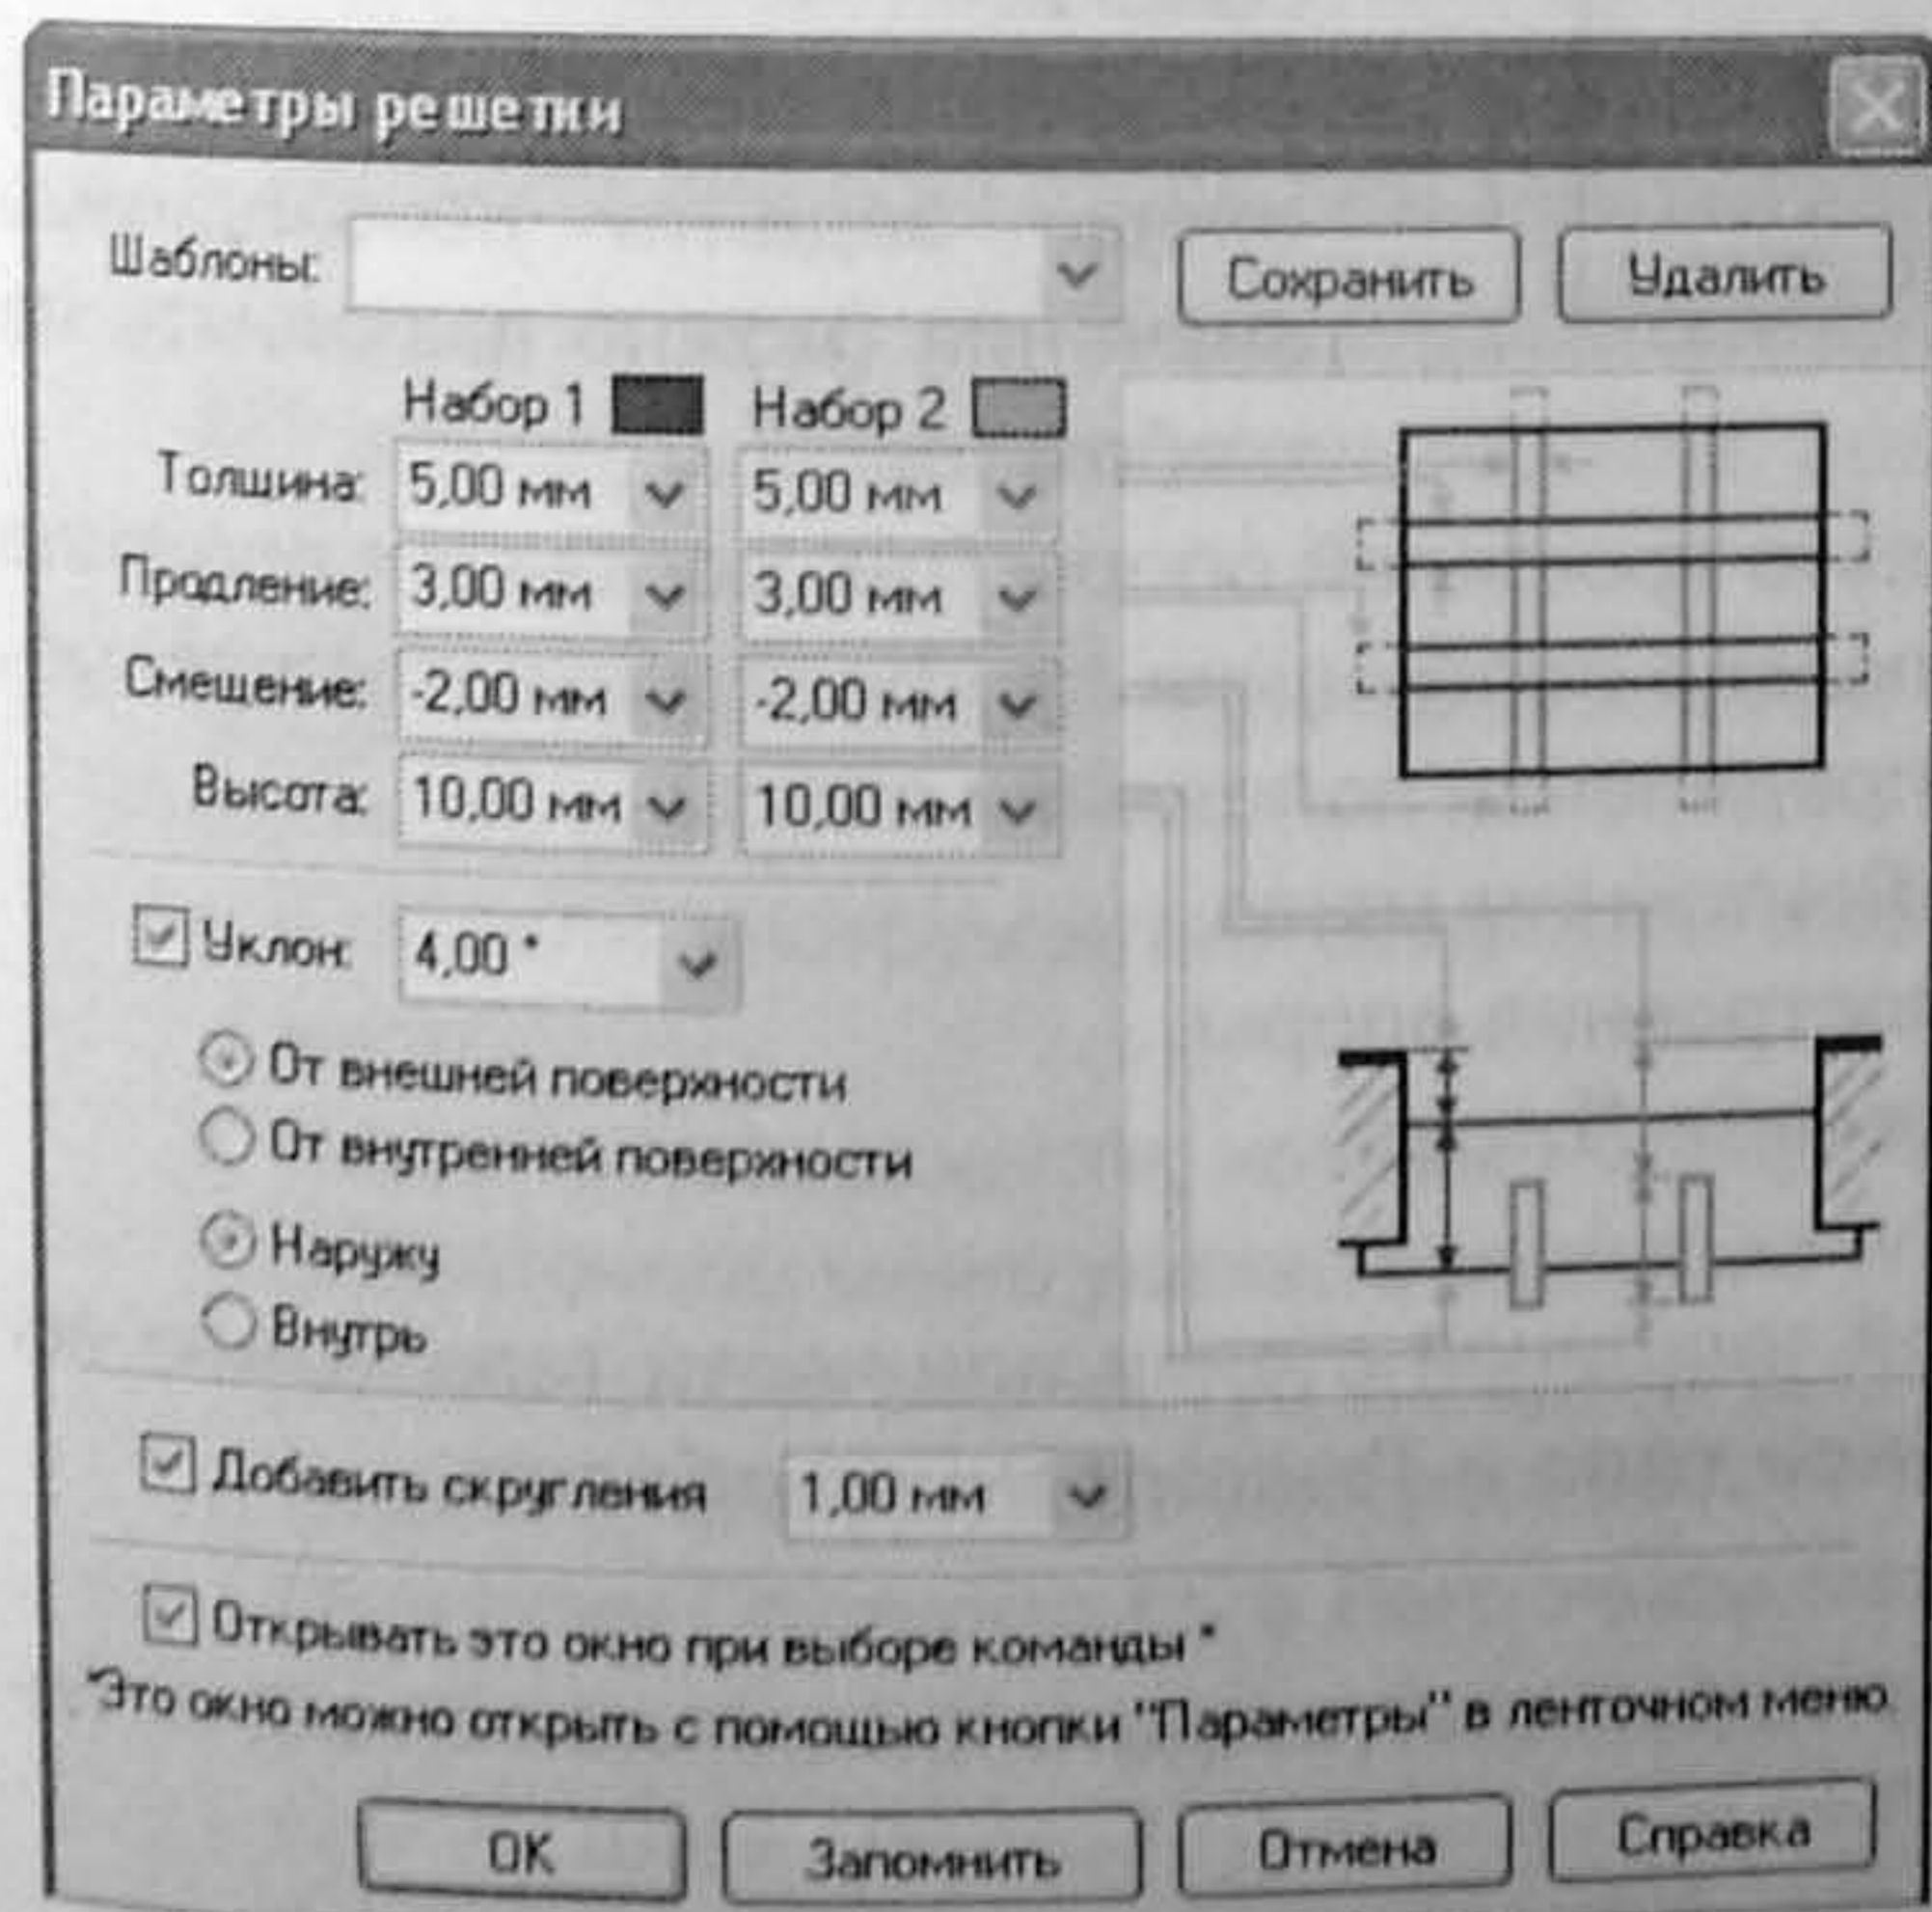 Параметры решетки
Шаблоны: Сохранить Удалить
Набор 1 Набор 2
Толшина: 5,00 мм 5,00 мм
Продление: 3,00 мм 3,00 мм
Смещение: -2,00 мм -2,00 мм
Высота: 10,00 мм 10,00 мм
Уклон: 4,00 °
От внешней поверхности
От внутренней поверхности
Наружу
Внутрь
Добавить скругления 1,00 мм
Открывать это окно при выборе команды *
*Это окно можно открыть с помощью кнопки "Параметры" в ленточном меню.
ОК Запомнить Отмена Справка